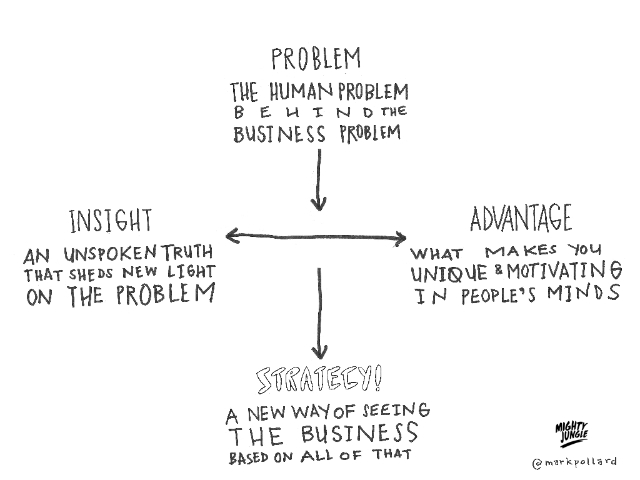 PROBLEM
THE HUMAN PROBLEM
BEHIND THE
BUSINESS PROBLEM
INSIGHT
AN UNSPOKEN TRUTH
THAT SHEDS NEW LIGHT
ON THE PROBLEM
ADVANTAGE
WHAT MAKES YOU
UNIQUE & MOTIVATING
IN PEOPLE'S MINDS
STRATEGY!
A NEW WAY OF SEEING
THE BUSINESS
BASED ON ALL OF THAT
MIGHTY
JUNGLE
@markpollard